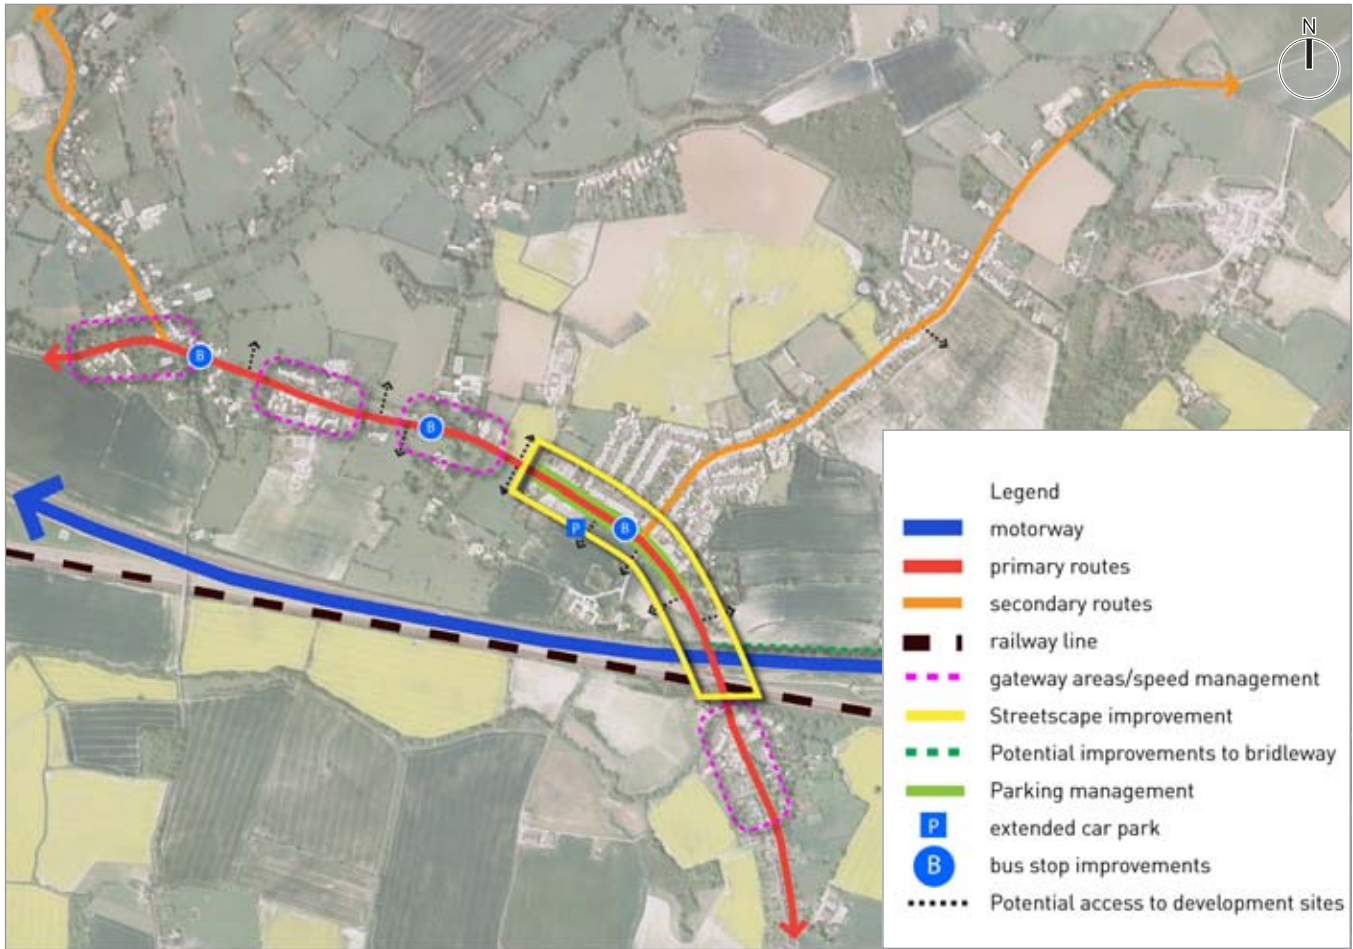 N
B
B
P
B
Legend
motorway
primary routes
secondary routes
railway line
gateway areas/speed management
Streetscape improvement
Potential improvements to bridleway
Parking management
P
extended car park
B
bus stop improvements
Potential access to development sites